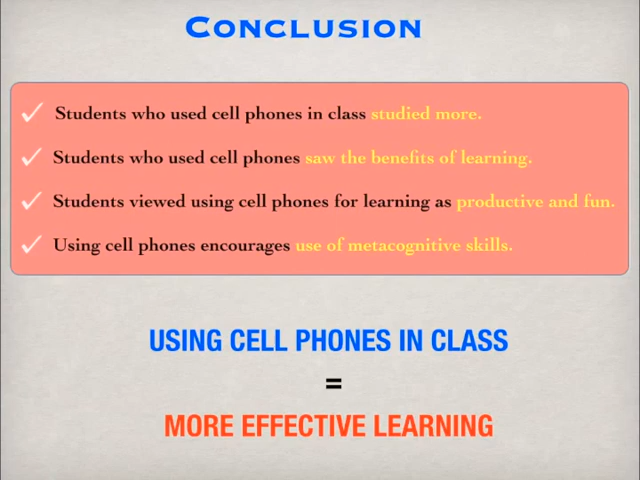 Conclusion
Students who used cell phones in class studied more.
Students who used cell phones saw the benefits of learning.
Students viewed using cell phones for learning as productive and fun.
Using cell phones encourages use of metacognitive skills.
USING CELL PHONES IN CLASS
=
MORE EFFECTIVE LEARNING